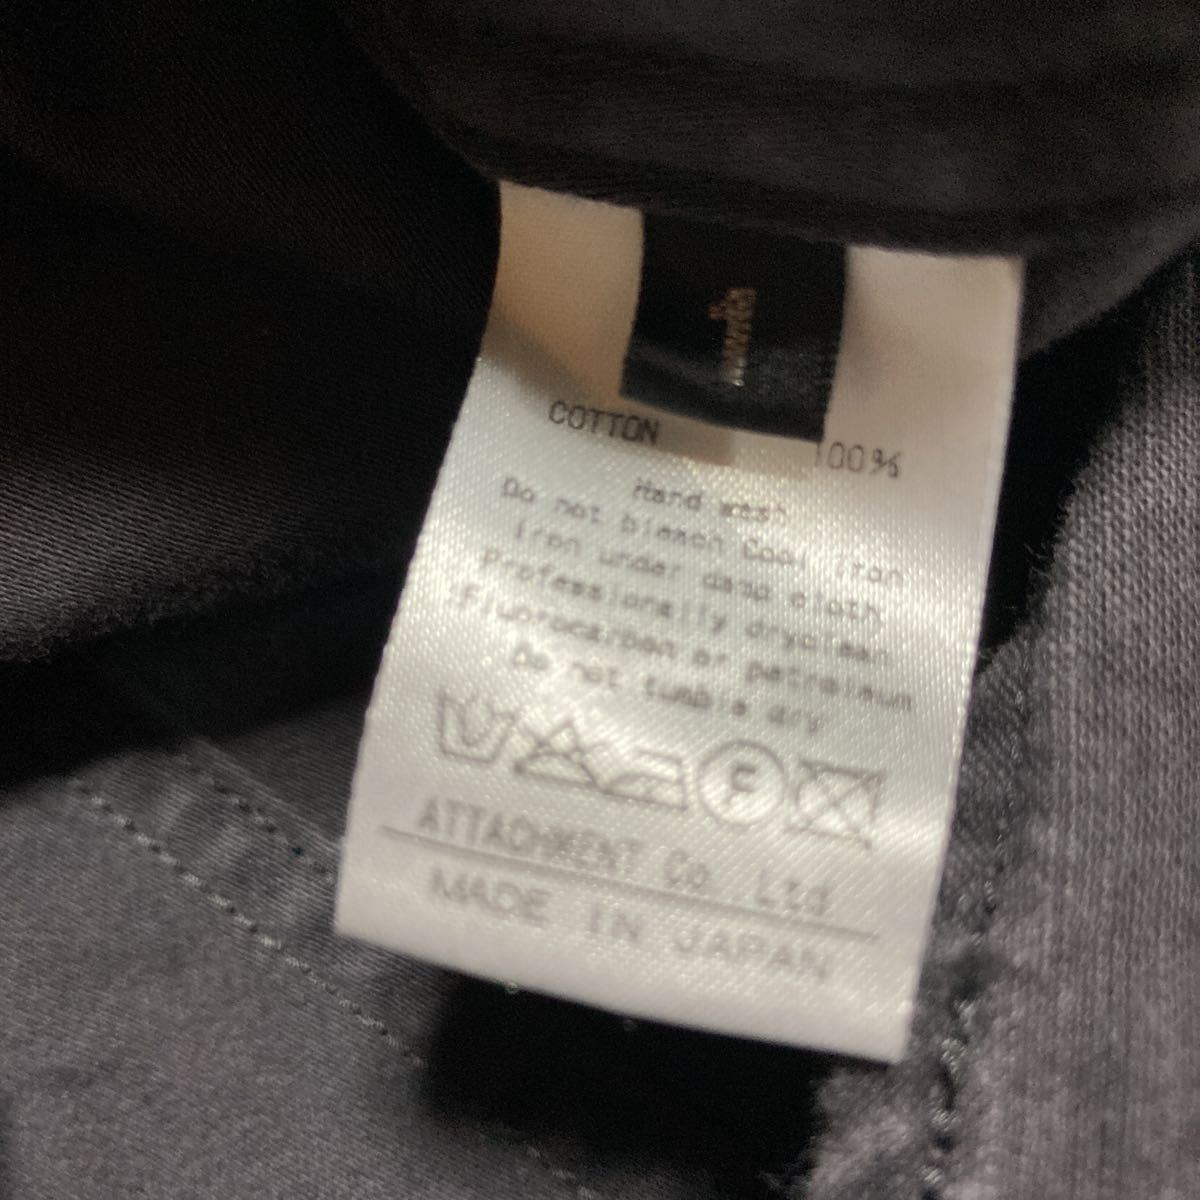 COTTON 100%
Hand wash
Do not bleach Cool iron
Iron under damp cloth
Professionally dryclean
Fluorocarbon or petroleum
Do not tumble dry
F
ATTACHMENT Co. Ltd
MADE IN JAPAN